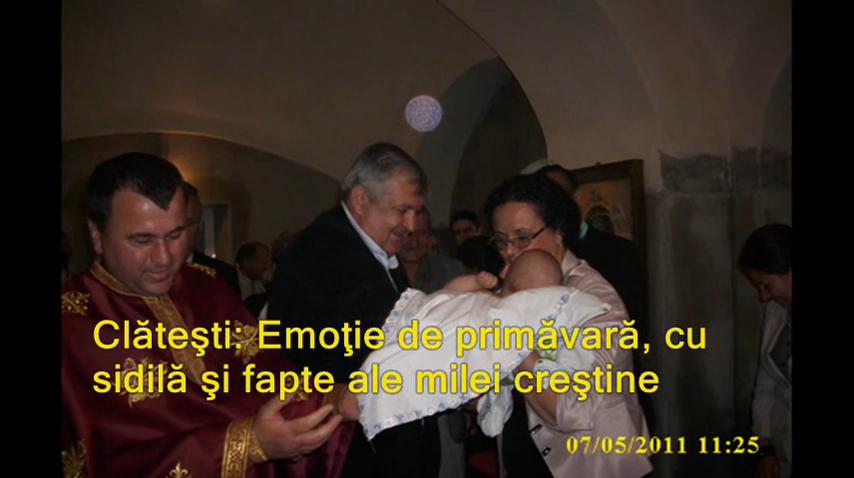 Clăteşti: Emoţie de primăvară, cu
sidilă şi fapte ale milei creştine
07/05/2011 11:25